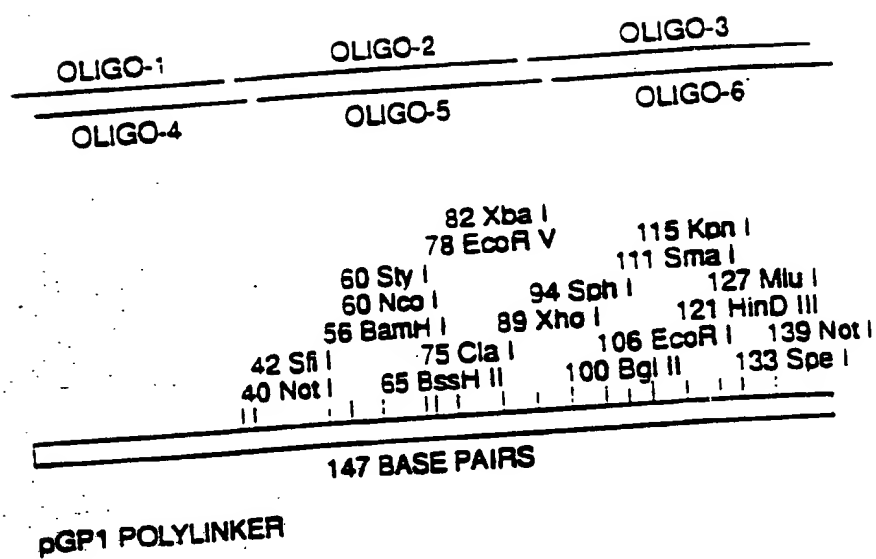 OLIGO-1 OLIGO-2 OLIGO-3
OLIGO-4 OLIGO-5 OLIGO-6
82 Xba I 115 Kpn I
78 EcoR V 111 Sma I
60 Sty I 94 Sph I 127 Mlu I
60 Nco I 89 Xho I 121 HinD III
56 BamH I 75 Cla I 106 EcoR I 139 Not I
42 Sfi I 65 BssH II 100 Bgl II 133 Spe I
40 Not I
147 BASE PAIRS
pGP1 POLYLINKER